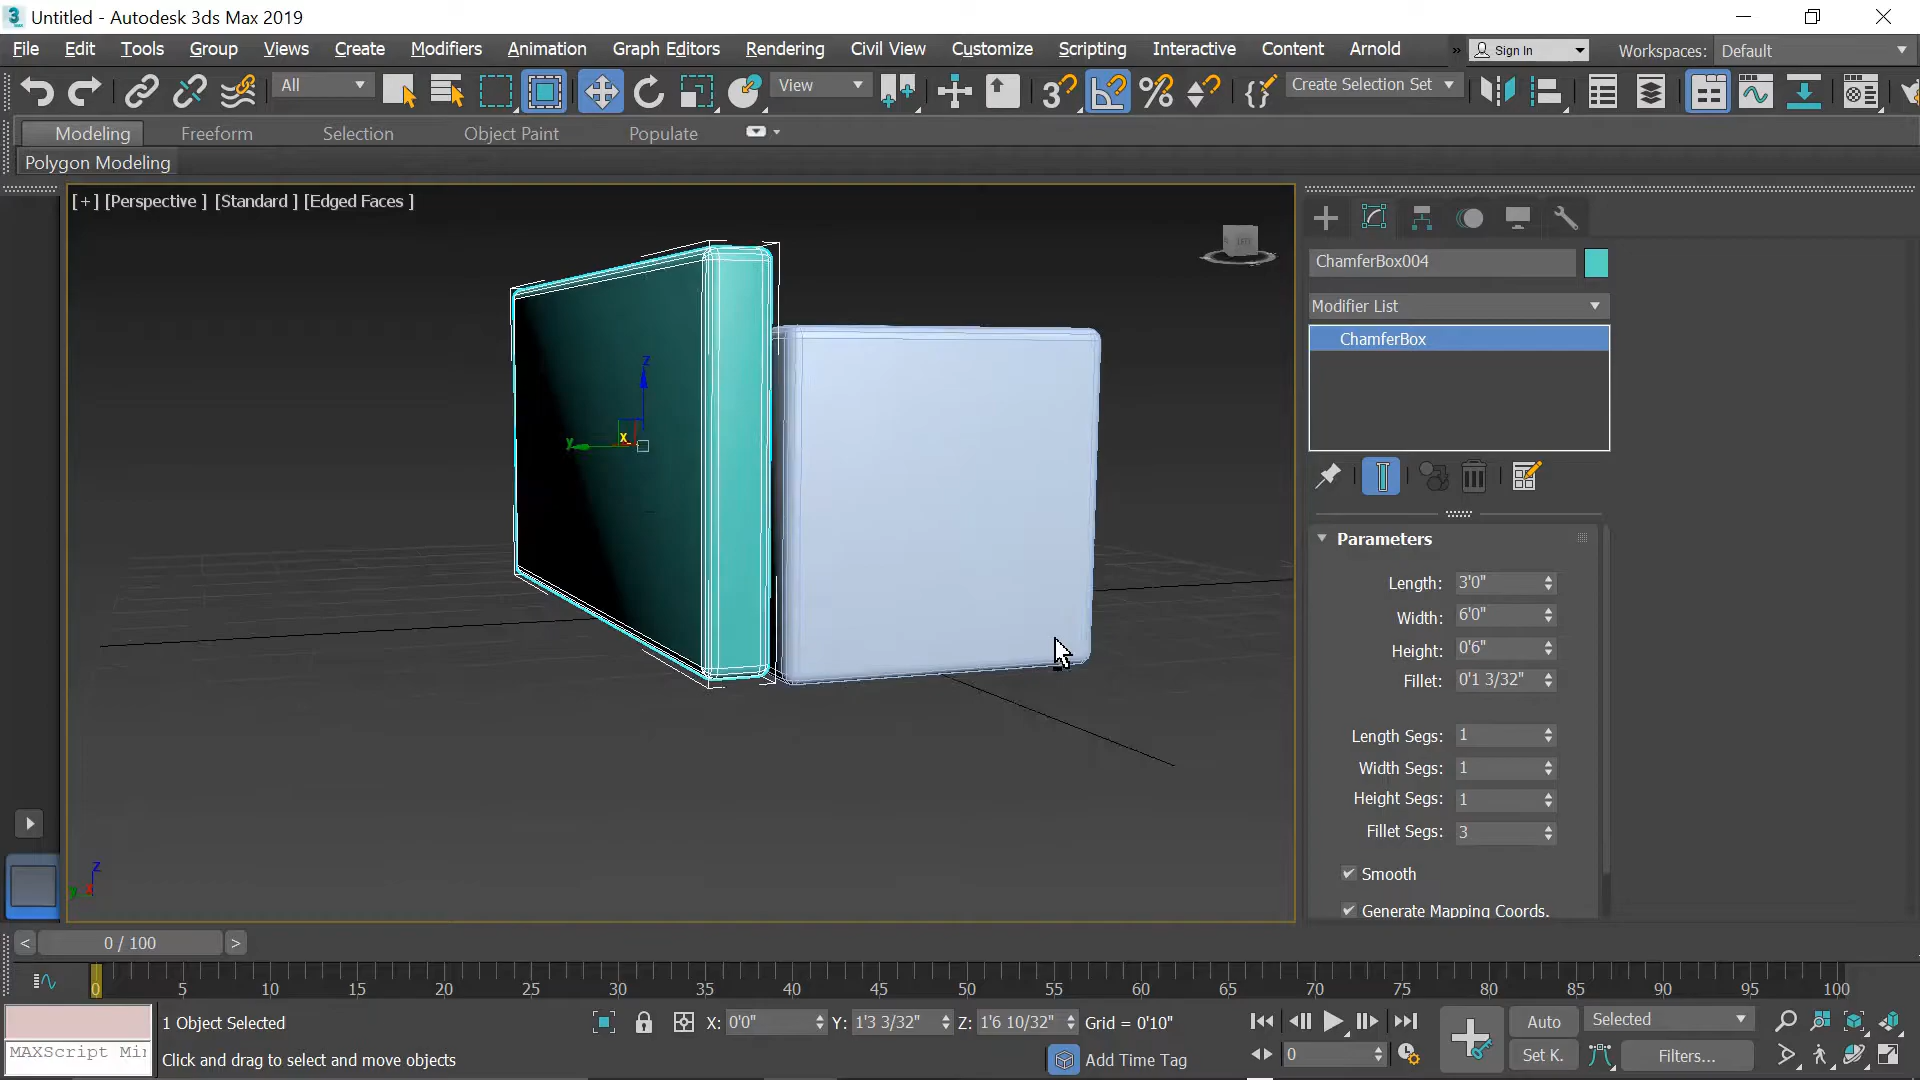 Untitled - Autodesk 3ds Max 2019
File Edit Tools Group Views Create Modifiers Animation Graph Editors Rendering Civil View Customize Scripting Interactive Content Arnold » Sign In Workspaces: Default
All View 3 Create Selection Set
Modeling Freeform Selection Object Paint Populate
Polygon Modeling
[+] [Perspective ] [Standard ] [Edged Faces ]
ChamferBox004
Modifier List
ChamferBox
z
y x
Parameters
Length: 3'0"
Width: 6'0"
Height: 0'6"
Fillet: 0'1 3/32"
Length Segs: 1
Width Segs: 1
Height Segs: 1
Fillet Segs: 3
Smooth
Generate Mapping Coords.
z
y x
< 0 / 100 >
0 5 10 15 20 25 30 35 40 45 50 55 60 65 70 75 80 85 90 95 100
1 Object Selected X: 0'0" Y: 1'3 3/32" Z: 1'6 10/32" Grid = 0'10" Auto Selected
MAXScript Mir Click and drag to select and move objects Add Time Tag 0 Set K. Filters...